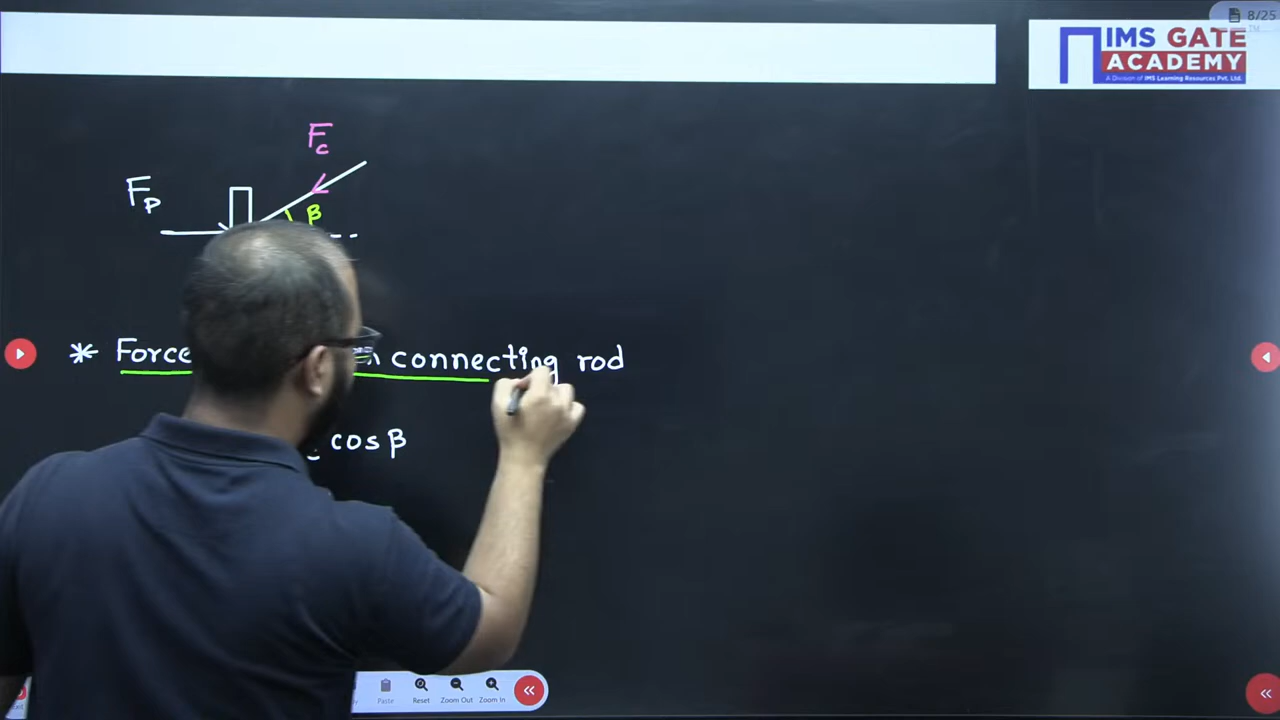 8/25
IMS GATE
ACADEMY
A Division of IMS Learning Resources Pvt. Ltd.
Fc
Fp
β
* Force connecting rod
cos β
Paste
Reset
Zoom Out
Zoom In